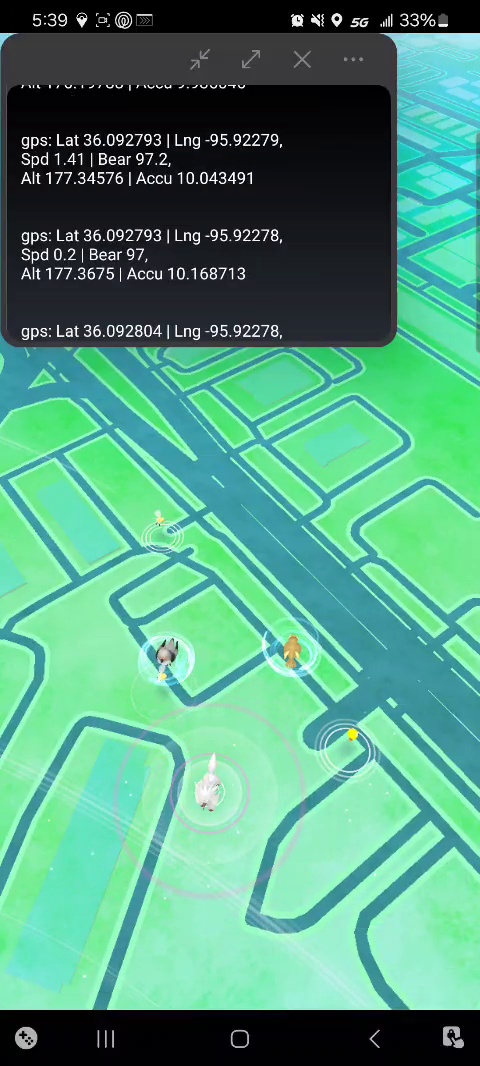 5:39
5G
33%
gps: Lat 36.092793 | Lng -95.92279,
Spd 1.41 | Bear 97.2,
Alt 177.34576 | Accu 10.043491
gps: Lat 36.092793 | Lng -95.92278,
Spd 0.2 | Bear 97,
Alt 177.3675 | Accu 10.168713
gps: Lat 36.092804 | Lng -95.92278,